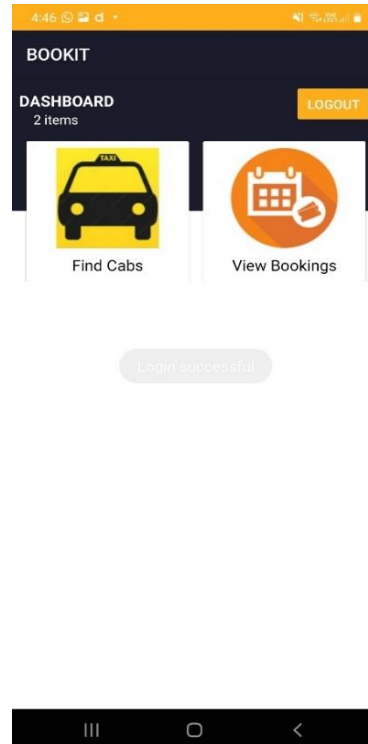 4:46
BOOKIT
DASHBOARD
2 items
LOGOUT
TAXI
Find Cabs
View Bookings
Login successful